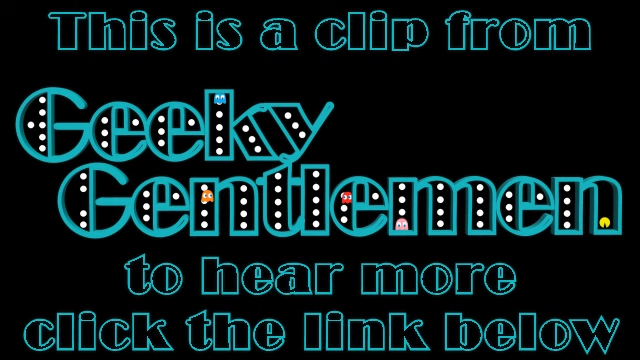 This is a clip from
Geeky
Gentlemen
to hear more
click the link below